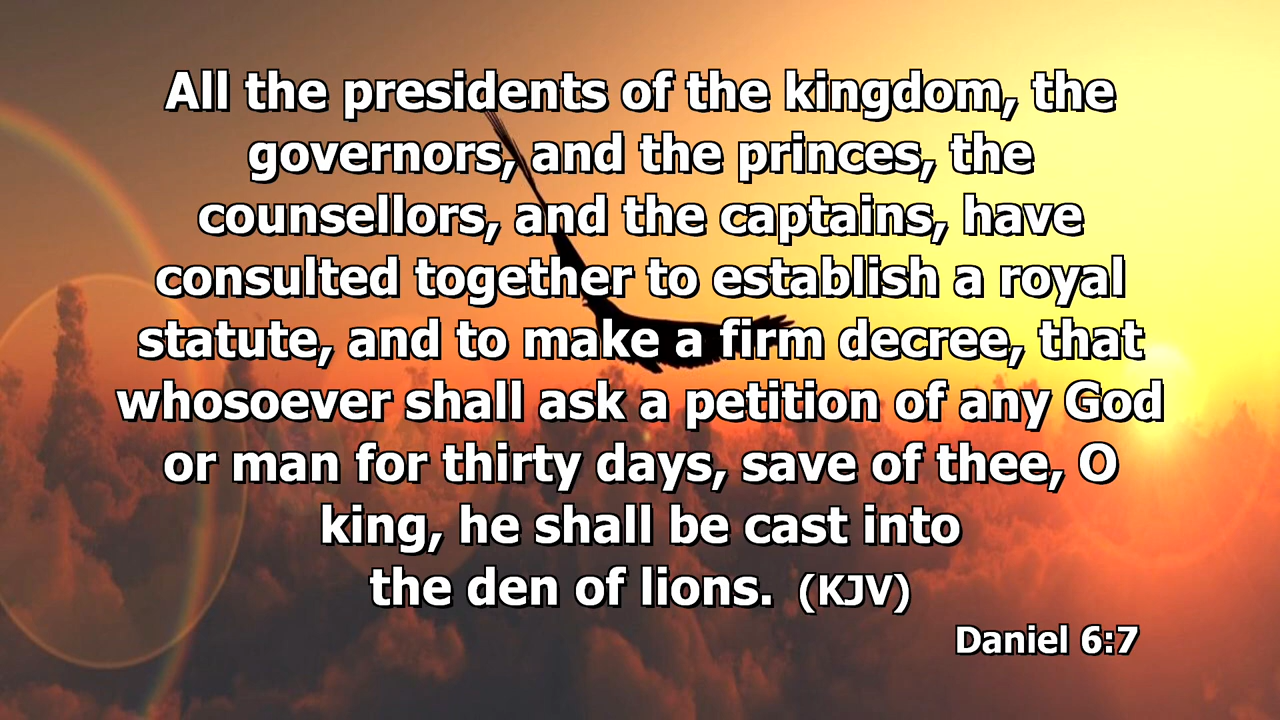 All the presidents of the kingdom, the
governors, and the princes, the
counsellors, and the captains, have
consulted together to establish a royal
statute, and to make a firm decree, that
whosoever shall ask a petition of any God
or man for thirty days, save of thee, O
king, he shall be cast into
the den of lions. (KJV)
Daniel 6:7